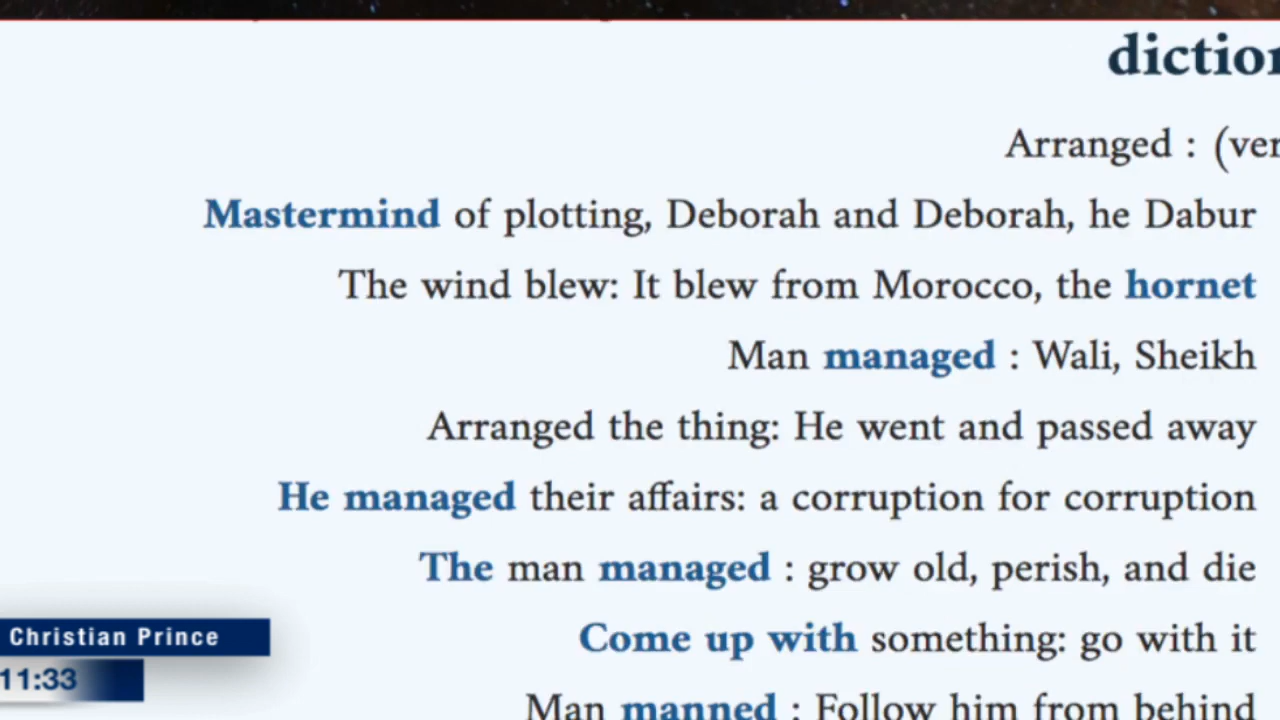 diction
Arranged : (ver
Mastermind of plotting, Deborah and Deborah, he Dabur
The wind blew: It blew from Morocco, the hornet
Man managed : Wali, Sheikh
Arranged the thing: He went and passed away
He managed their affairs: a corruption for corruption
The man managed : grow old, perish, and die
Come up with something: go with it
Man manned : Follow him from behind
Christian Prince
11:33